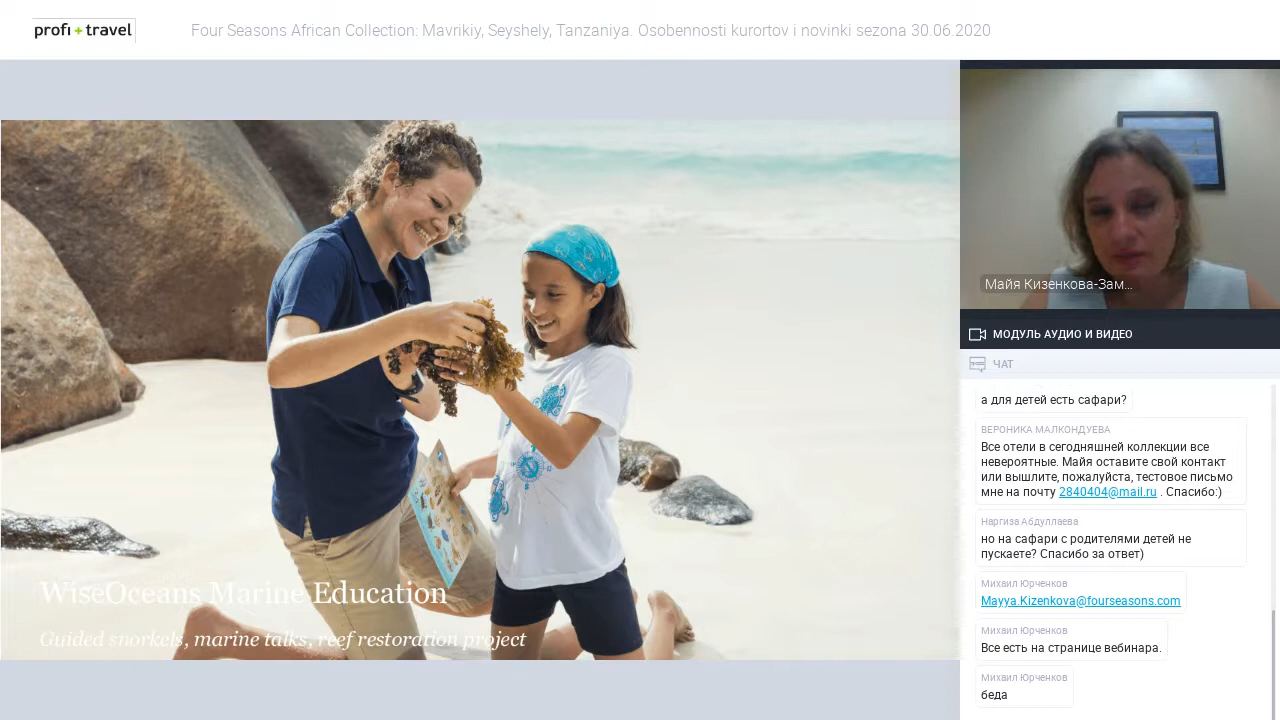 profi + travel
Four Seasons African Collection: Mavrikiy, Seyshely, Tanzaniya. Osobennosti kurortov i novinki sezona 30.06.2020
WiseOceans Marine Education
Guided snorkels, marine talks, reef restoration project
Майя Кизенкова-Зам...
МОДУЛЬ АУДИО И ВИДЕО
ЧАТ
а для детей есть сафари?
ВЕРОНИКА МАЛКОНДУЕВА
Все отели в сегодняшней коллекции все
невероятные. Майя оставите свой контакт
или вышлите, пожалуйста, тестовое письмо
мне на почту 2840404@mail.ru . Спасибо:)
Наргиза Абдуллаева
но на сафари с родителями детей не
пускаете? Спасибо за ответ)
Михаил Юрченков
Mayya.Kizenkova@fourseasons.com
Михаил Юрченков
Все есть на странице вебинара.
Михаил Юрченков
беда